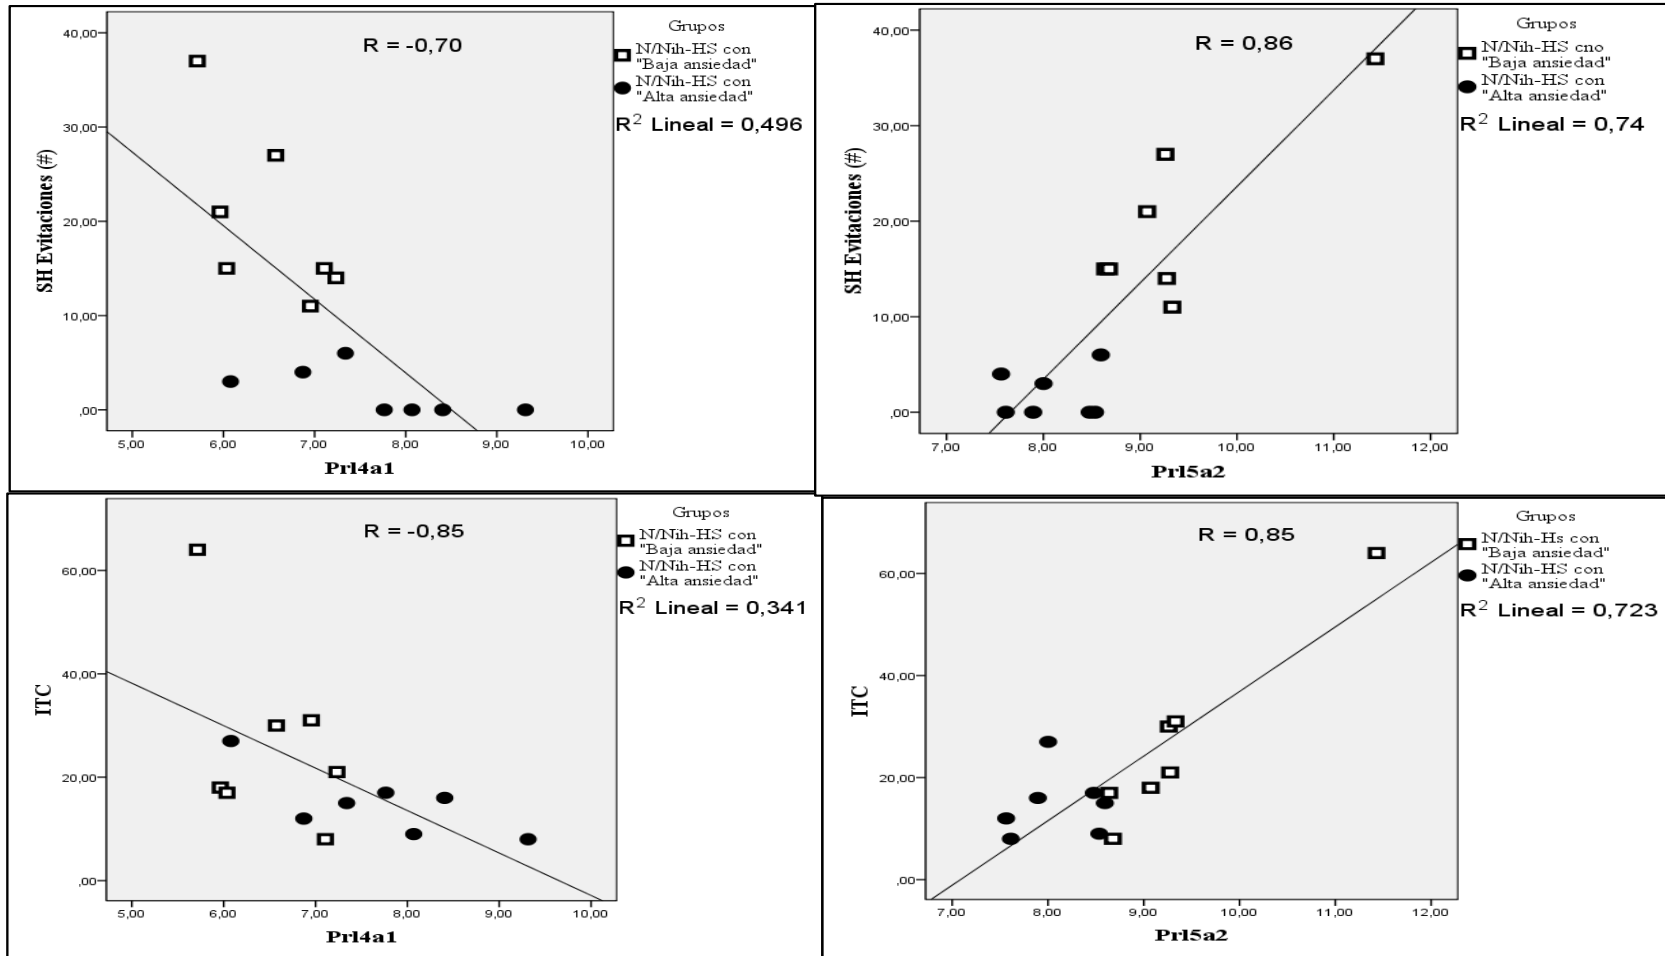 Grupos
40,00
R = -0,70
N/Nih-HS con
"Baja ansiedad"
N/Nih-HS con
"Alta ansiedad"
R² Lineal = 0,496
30,00
SH Evitaciones (#)
20,00
10,00
,00
5,00 6,00 7,00 8,00 9,00 10,00
Prl4a1
Grupos
40,00
R = 0,86
N/Nih-HS cno
"Baja ansiedad"
N/Nih-HS con
"Alta ansiedad"
R² Lineal = 0,74
30,00
SH Evitaciones (#)
20,00
10,00
,00
7,00 8,00 9,00 10,00 11,00 12,00
Prl5a2
Grupos
R = -0,85
N/Nih-HS con
"Baja ansiedad"
N/Nih-HS con
"Alta ansiedad"
R² Lineal = 0,341
60,00
40,00
ITC
20,00
,00
5,00 6,00 7,00 8,00 9,00 10,00
Prl4a1
Grupos
R = 0,85
N/Nih-Hs con
"Baja ansiedad"
N/Nih-HS con
"Alta ansiedad"
R² Lineal = 0,723
60,00
40,00
ITC
20,00
,00
7,00 8,00 9,00 10,00 11,00 12,00
Prl5a2